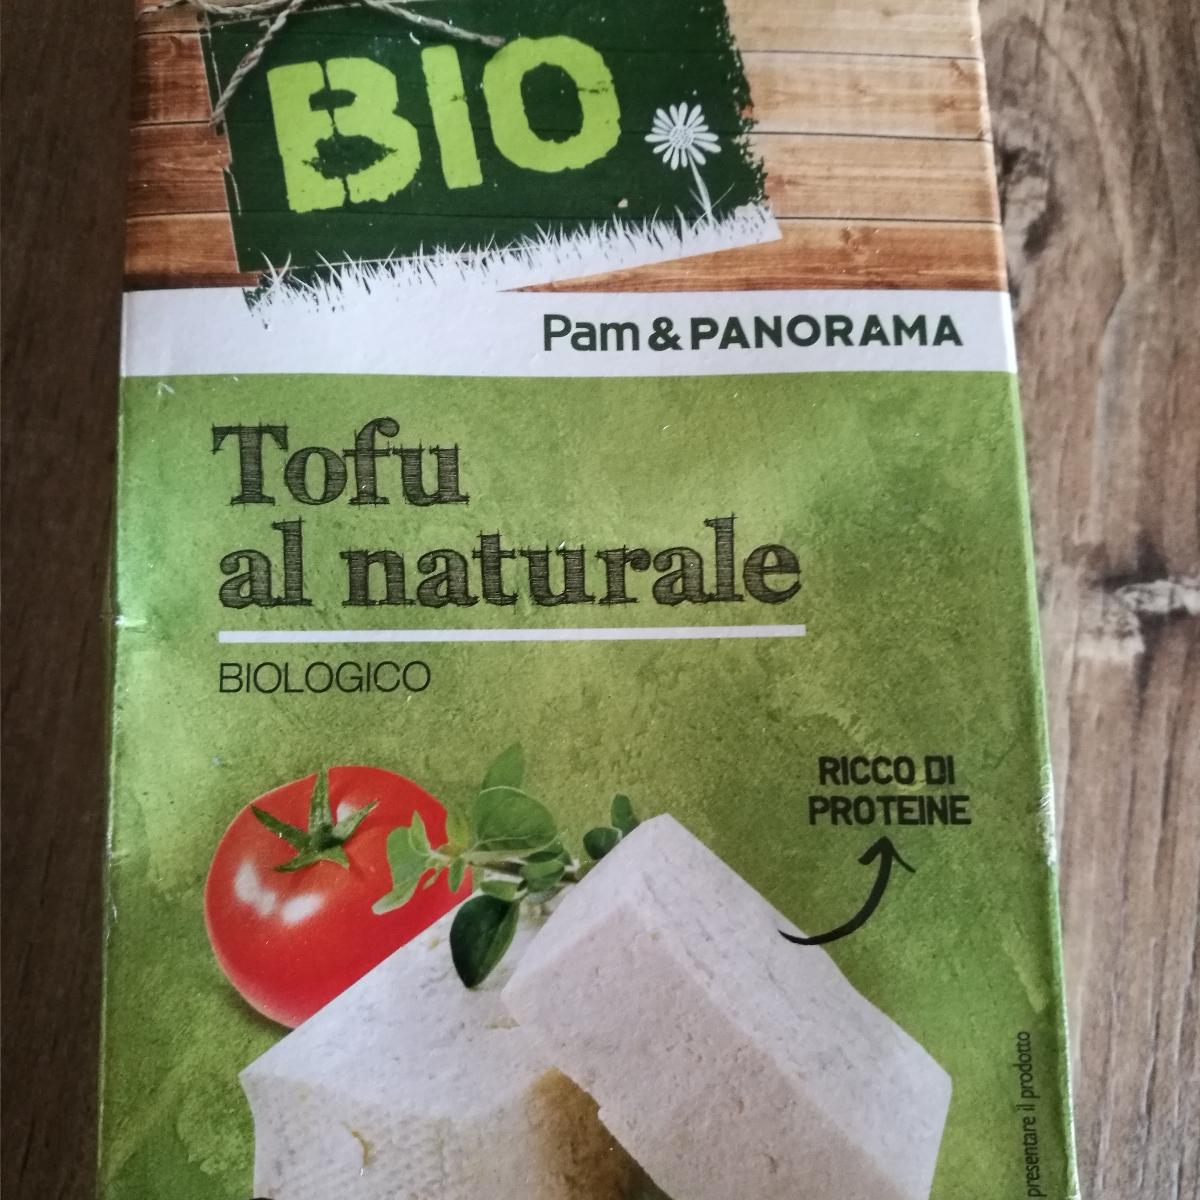 BIO
Pam & PANORAMA
Tofu
al naturale
BIOLOGICO
RICCO DI
PROTEINE
presentare il prodotto